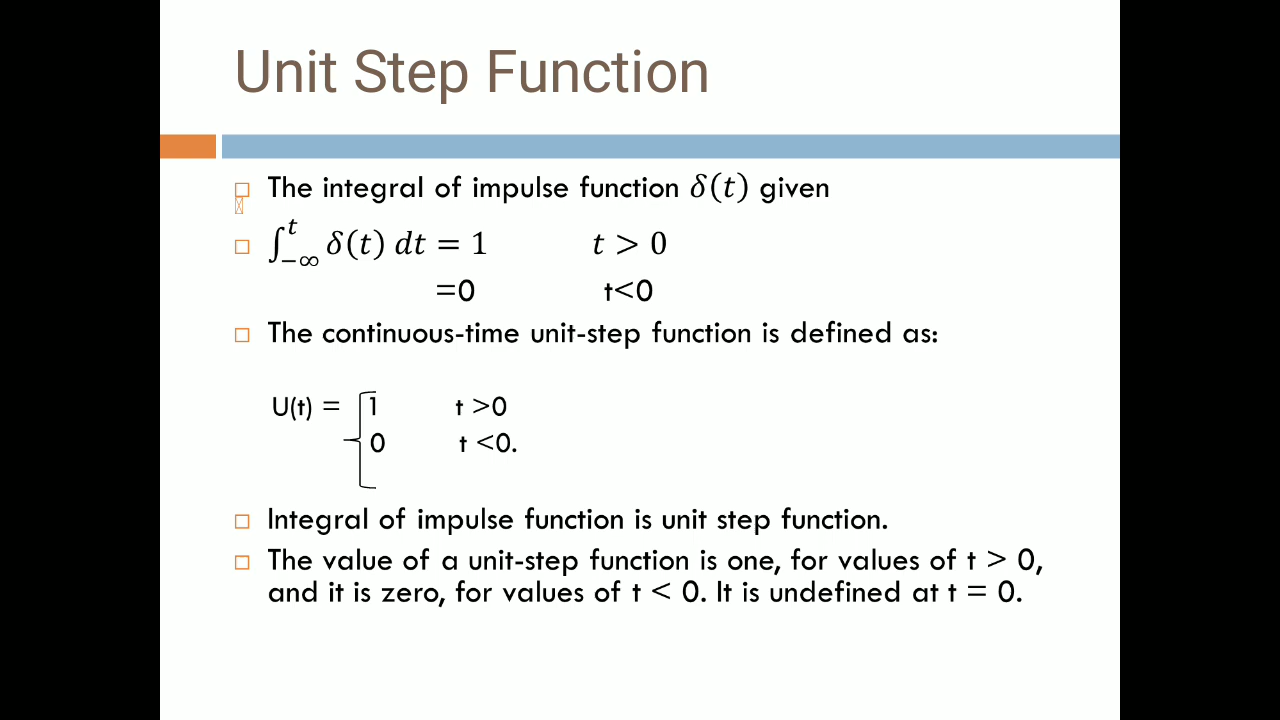 Unit Step Function
The integral of impulse function 𝛿(𝑡) given
∫₋∞ᵗ 𝛿(𝑡) 𝑑𝑡 = 1 𝑡 > 0
=0 t<0
The continuous-time unit-step function is defined as:
U(t) = 1 t >0
0 t <0.
Integral of impulse function is unit step function.
The value of a unit-step function is one, for values of t > 0,
and it is zero, for values of t < 0. It is undefined at t = 0.